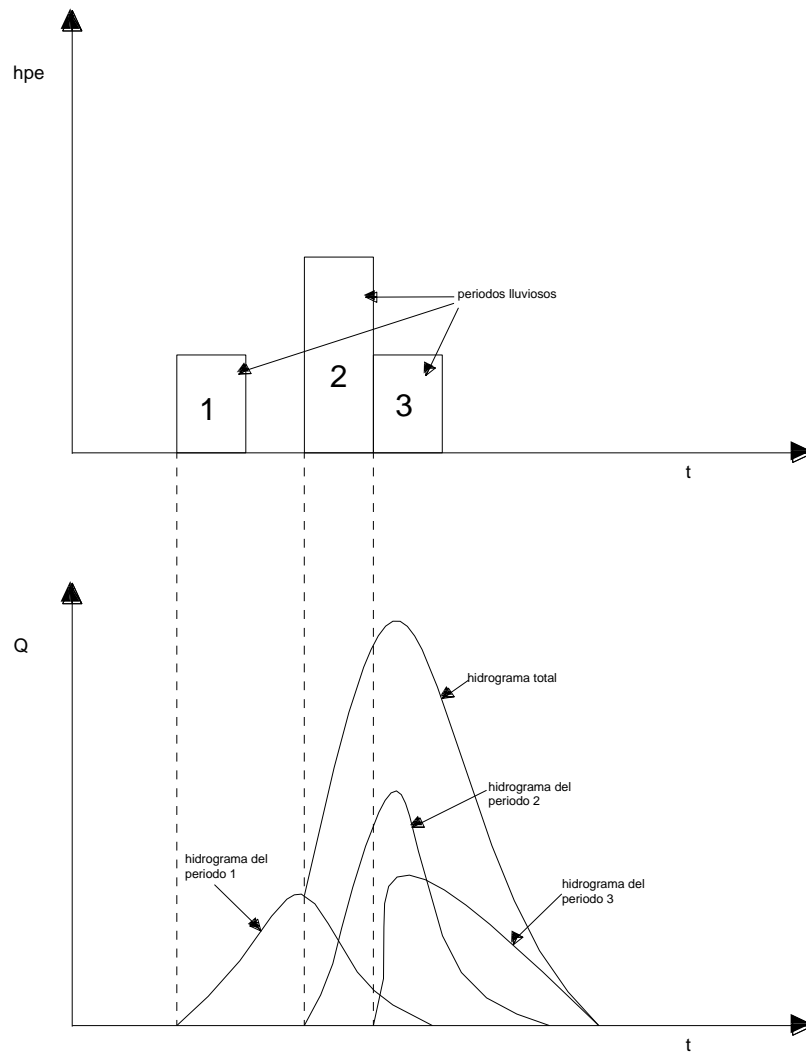 hpe
periodos lluviosos
1
2
3
t
Q
hidrograma total
hidrograma del
periodo 2
hidrograma del
periodo 1
hidrograma del
periodo 3
t